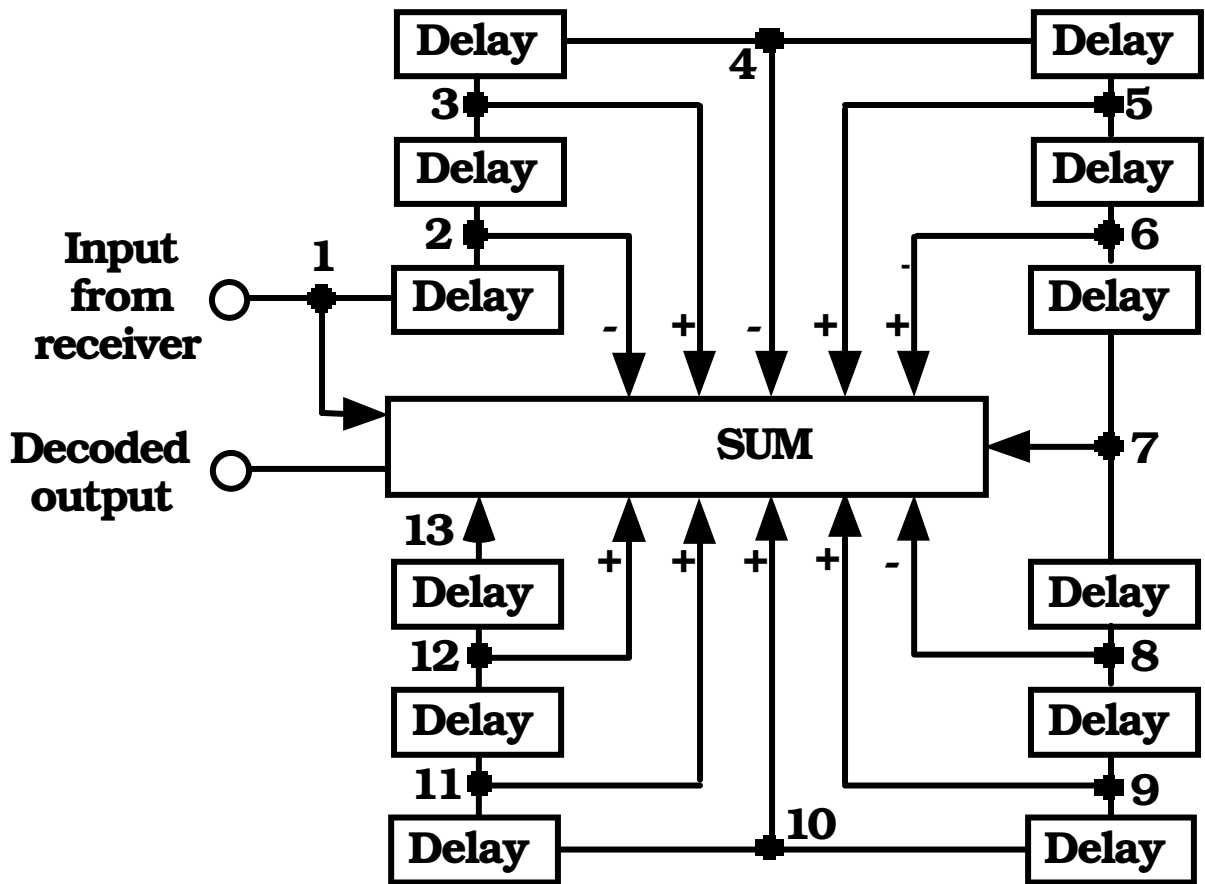 Delay
Delay
4
3
5
Delay
Delay
2
6
Input
from
receiver
1
-
Delay
Delay
-
+
-
+
+
SUM
7
Decoded
output
13
+
+
+
+
-
Delay
Delay
12
8
Delay
Delay
11
9
10
Delay
Delay